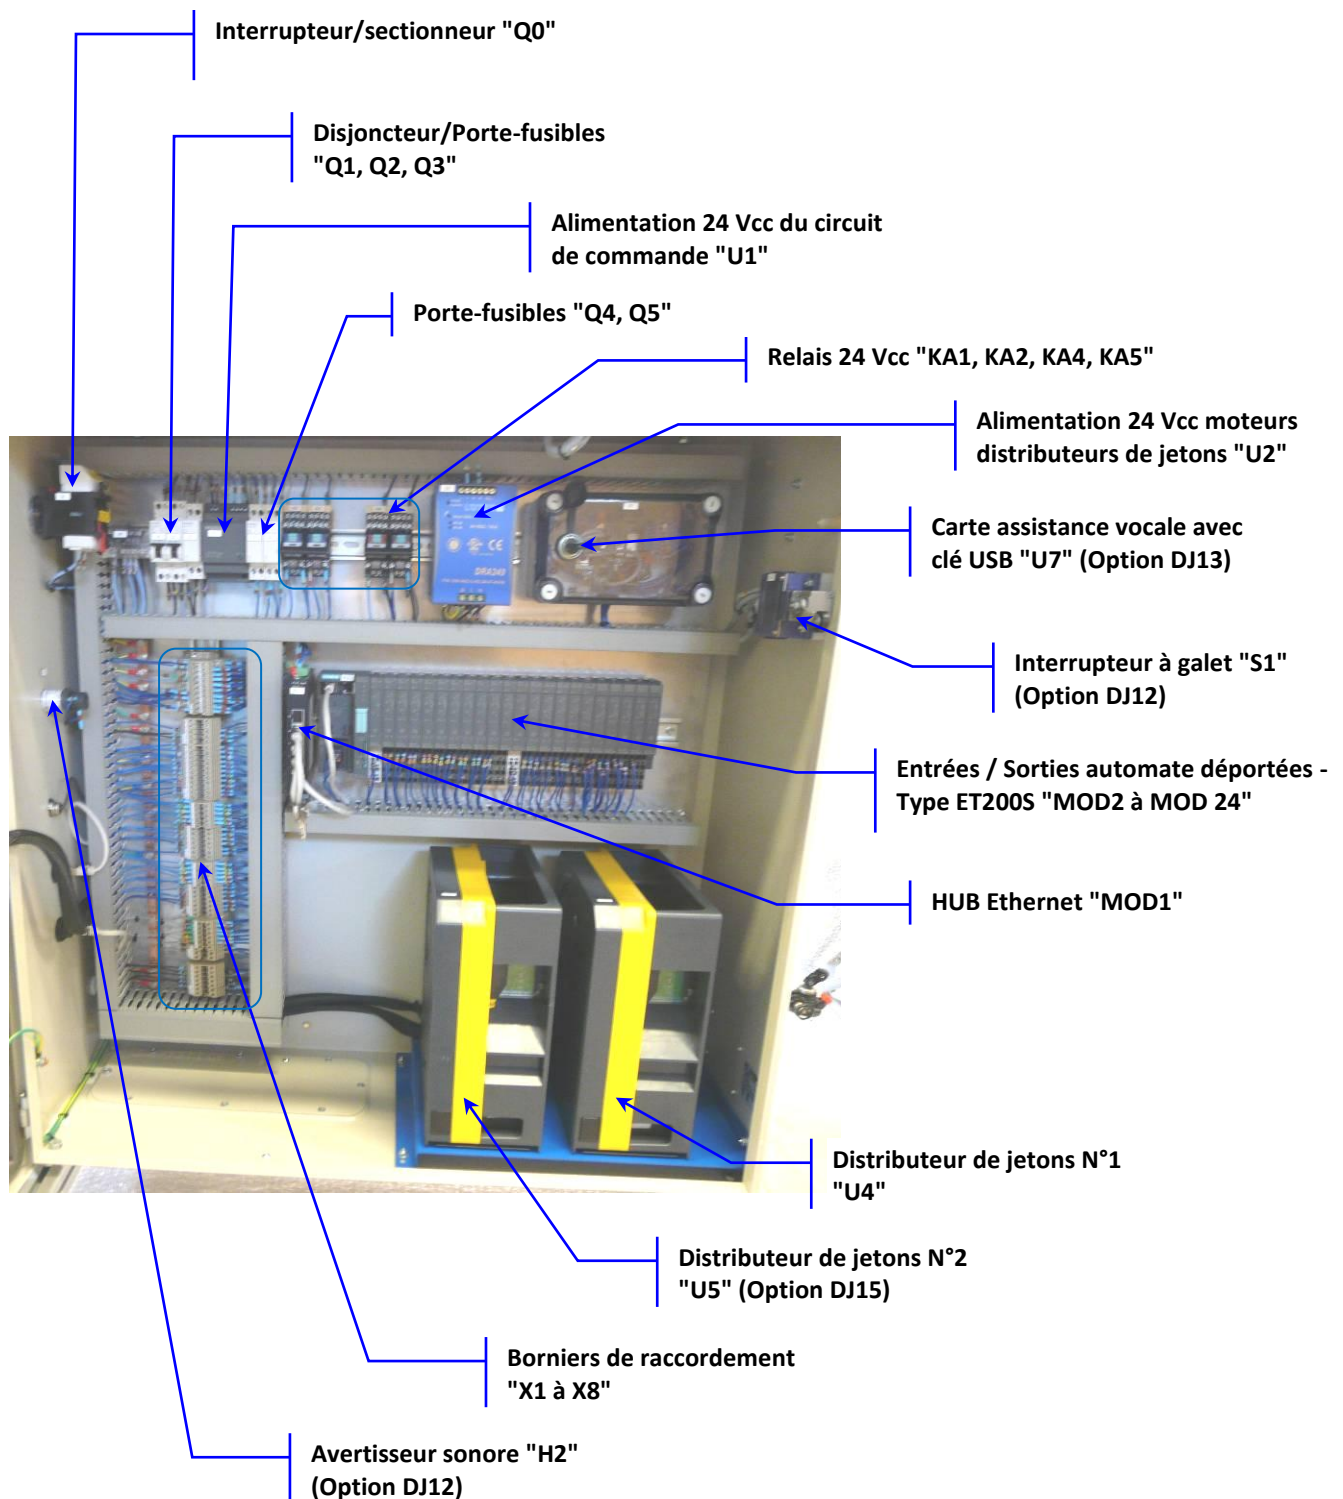 Interrupteur/sectionneur "Q0"
Disjoncteur/Porte-fusibles
"Q1, Q2, Q3"
Alimentation 24 Vcc du circuit
de commande "U1"
Porte-fusibles "Q4, Q5"
Relais 24 Vcc "KA1, KA2, KA4, KA5"
Alimentation 24 Vcc moteurs
distributeurs de jetons "U2"
Carte assistance vocale avec
clé USB "U7" (Option DJ13)
Interrupteur à galet "S1"
(Option DJ12)
Entrées / Sorties automate déportées -
Type ET200S "MOD2 à MOD 24"
HUB Ethernet "MOD1"
Distributeur de jetons N°1
"U4"
Distributeur de jetons N°2
"U5" (Option DJ15)
Borniers de raccordement
"X1 à X8"
Avertisseur sonore "H2"
(Option DJ12)
DRA240